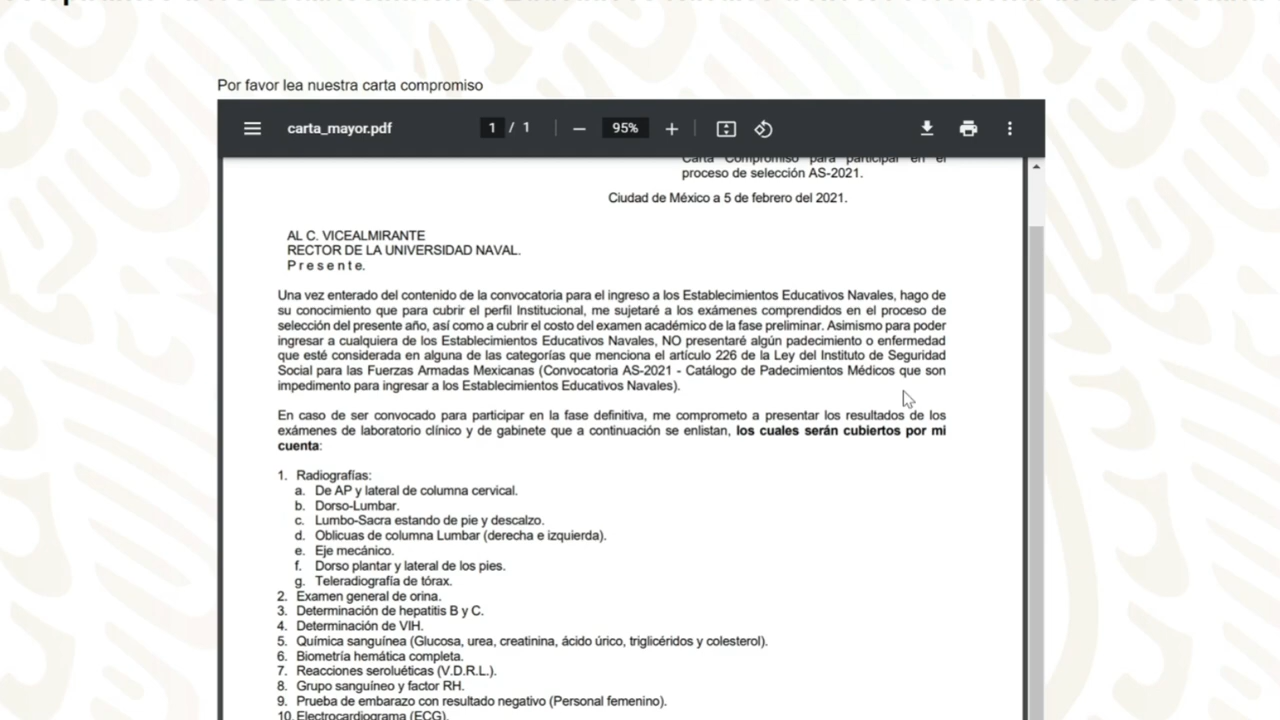 Por favor lea nuestra carta compromiso
carta_mayor.pdf
1 / 1
95%
Carta Compromiso para participar en el
proceso de selección AS-2021.
Ciudad de México a 5 de febrero del 2021.
AL C. VICEALMIRANTE
RECTOR DE LA UNIVERSIDAD NAVAL.
P r e s e n t e.
Una vez enterado del contenido de la convocatoria para el ingreso a los Establecimientos Educativos Navales, hago de
su conocimiento que para cubrir el perfil Institucional, me sujetaré a los exámenes comprendidos en el proceso de
selección del presente año, así como a cubrir el costo del examen académico de la fase preliminar. Asimismo para poder
ingresar a cualquiera de los Establecimientos Educativos Navales, NO presentaré algún padecimiento o enfermedad
que esté considerada en alguna de las categorías que menciona el artículo 226 de la Ley del Instituto de Seguridad
Social para las Fuerzas Armadas Mexicanas (Convocatoria AS-2021 - Catálogo de Padecimientos Médicos que son
impedimento para ingresar a los Establecimientos Educativos Navales).
En caso de ser convocado para participar en la fase definitiva, me comprometo a presentar los resultados de los
exámenes de laboratorio clínico y de gabinete que a continuación se enlistan, los cuales serán cubiertos por mi
cuenta:
1. Radiografías:
a. De AP y lateral de columna cervical.
b. Dorso-Lumbar.
c. Lumbo-Sacra estando de pie y descalzo.
d. Oblicuas de columna Lumbar (derecha e izquierda).
e. Eje mecánico.
f. Dorso plantar y lateral de los pies.
g. Teleradiografía de tórax.
2. Examen general de orina.
3. Determinación de hepatitis B y C.
4. Determinación de VIH.
5. Química sanguínea (Glucosa, urea, creatinina, ácido úrico, triglicéridos y colesterol).
6. Biometría hemática completa.
7. Reacciones seroluéticas (V.D.R.L.).
8. Grupo sanguíneo y factor RH.
9. Prueba de embarazo con resultado negativo (Personal femenino).
10. Electrocardiograma (ECG).